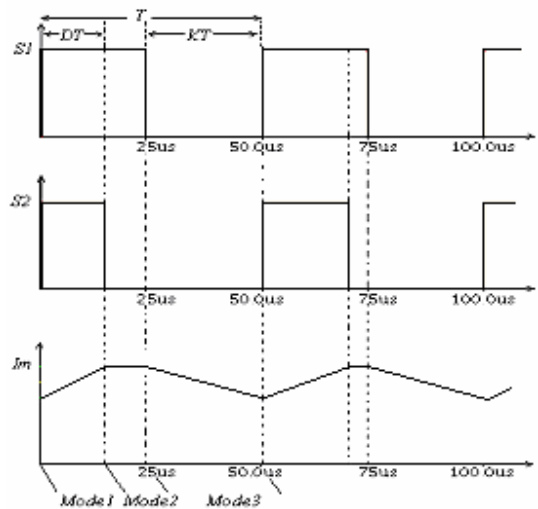 T
DT KT
S1
25us 50.0us 75us 100.0us
S2
25us 50.0us 75us 100.0us
Im
25us 50.0us 75us 100.0us
Mode1 Mode2 Mode3